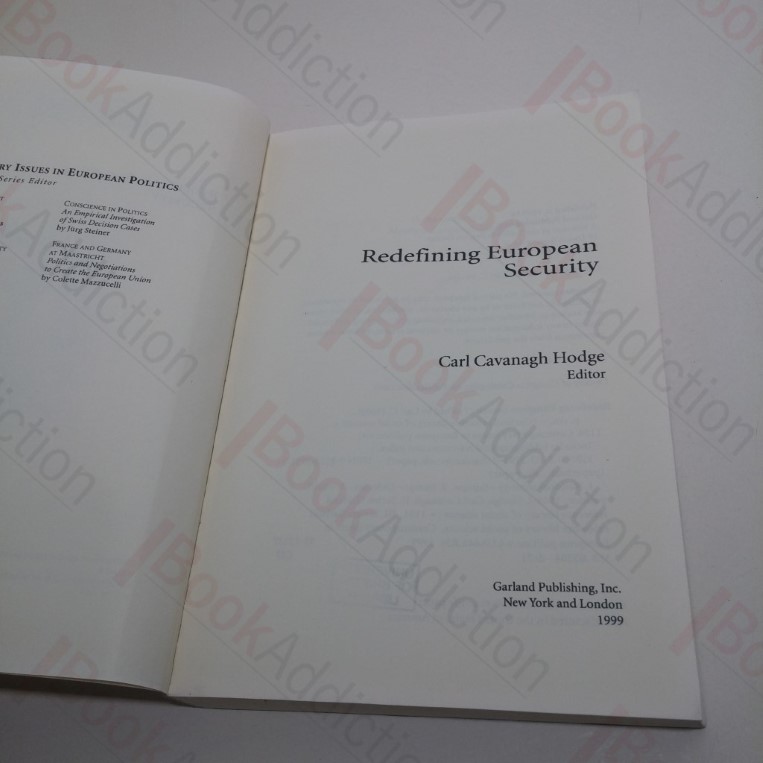 RY ISSUES IN EUROPEAN POLITICS
Series Editor
CONSCIENCE IN POLITICS
An Empirical Investigation
of Swiss Decision Cases
by Jürg Steiner
FRANCE AND GERMANY
AT MAASTRICHT
Politics and Negotiations
to Create the European Union
by Colette Mazzucelli
Redefining European
Security
Carl Cavanagh Hodge
Editor
Garland Publishing, Inc.
New York and London
1999
BookAddiction